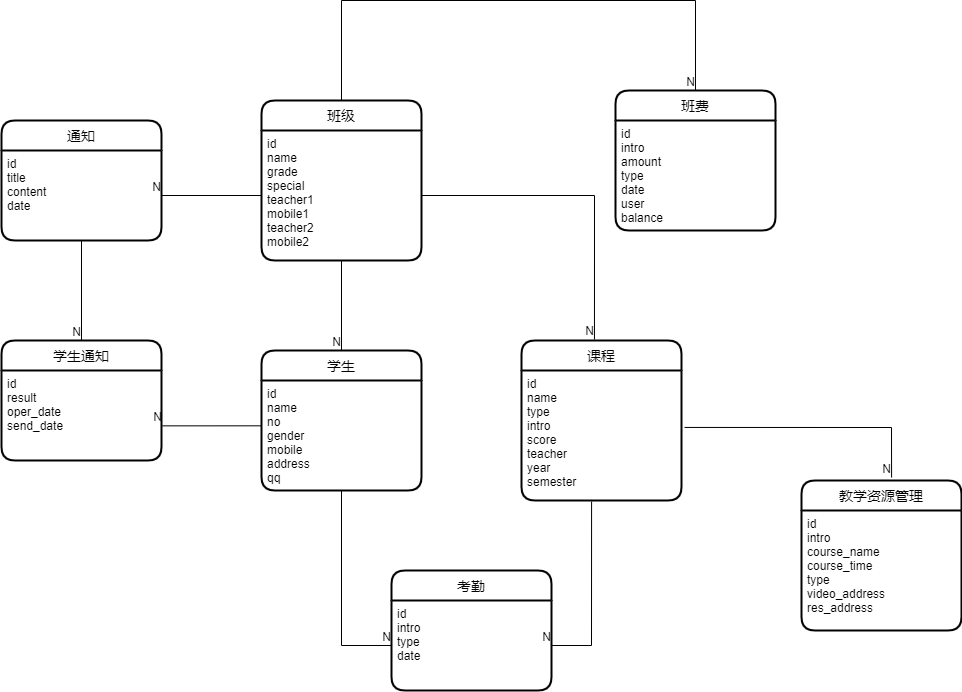 N
班费
id
intro
amount
type
date
user
balance
班级
id
name
grade
special
teacher1
mobile1
teacher2
mobile2
通知
id
title
content
date
N
N
学生通知
id
result
oper_date
send_date
N
N
学生
id
name
no
gender
mobile
address
qq
N
课程
id
name
type
intro
score
teacher
year
semester
N
教学资源管理
id
intro
course_name
course_time
type
video_address
res_address
考勤
id
intro
type
date
N
N